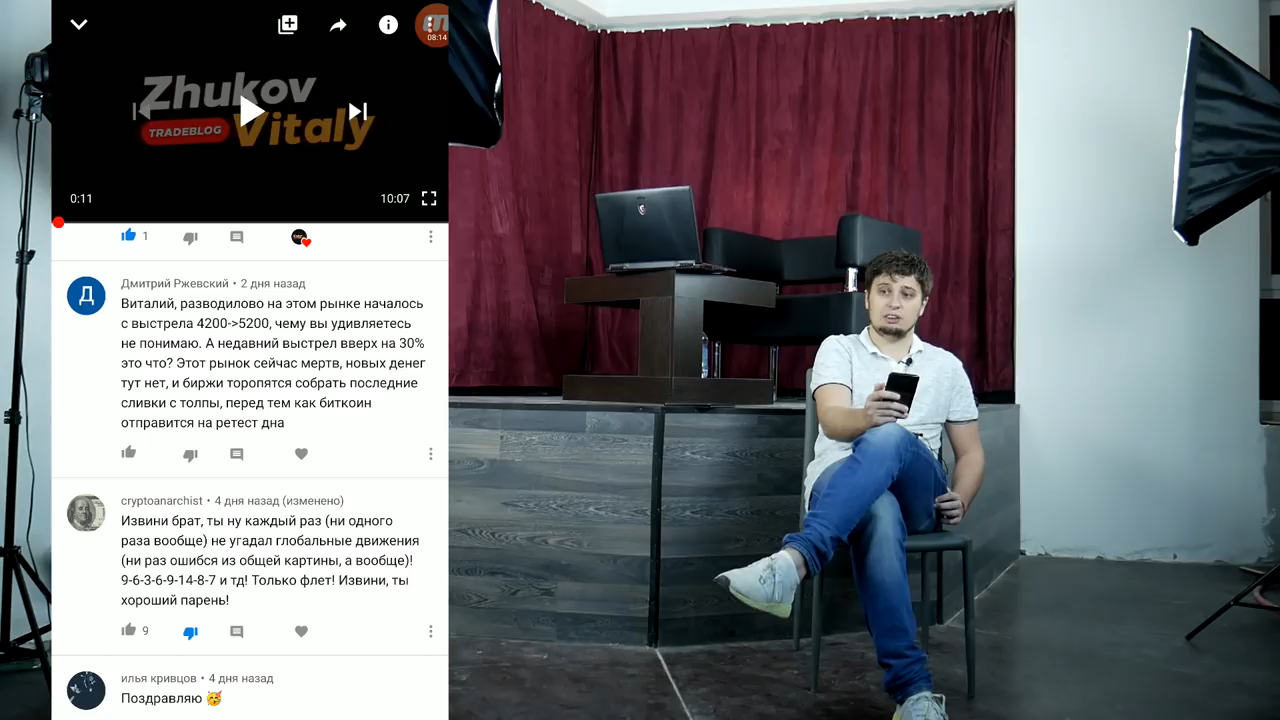 08:14
Zhukov
TRADEBLOG
Vitaly
0:11
10:07
1
Д
Дмитрий Ржевский • 2 дня назад
Виталий, разводилово на этом рынке началось
с выстрела 4200->5200, чему вы удивляетесь
не понимаю. А недавний выстрел вверх на 30%
это что? Этот рынок сейчас мертв, новых денег
тут нет, и биржи торопятся собрать последние
сливки с толпы, перед тем как биткоин
отправится на ретест дна
cryptoanarchist • 4 дня назад (изменено)
Извини брат, ты ну каждый раз (ни одного
раза вообще) не угадал глобальные движения
(ни раз ошибся из общей картины, а вообще)!
9-6-3-6-9-14-8-7 и тд! Только флет! Извини, ты
хороший парень!
9
илья кривцов • 4 дня назад
Поздравляю 🥳